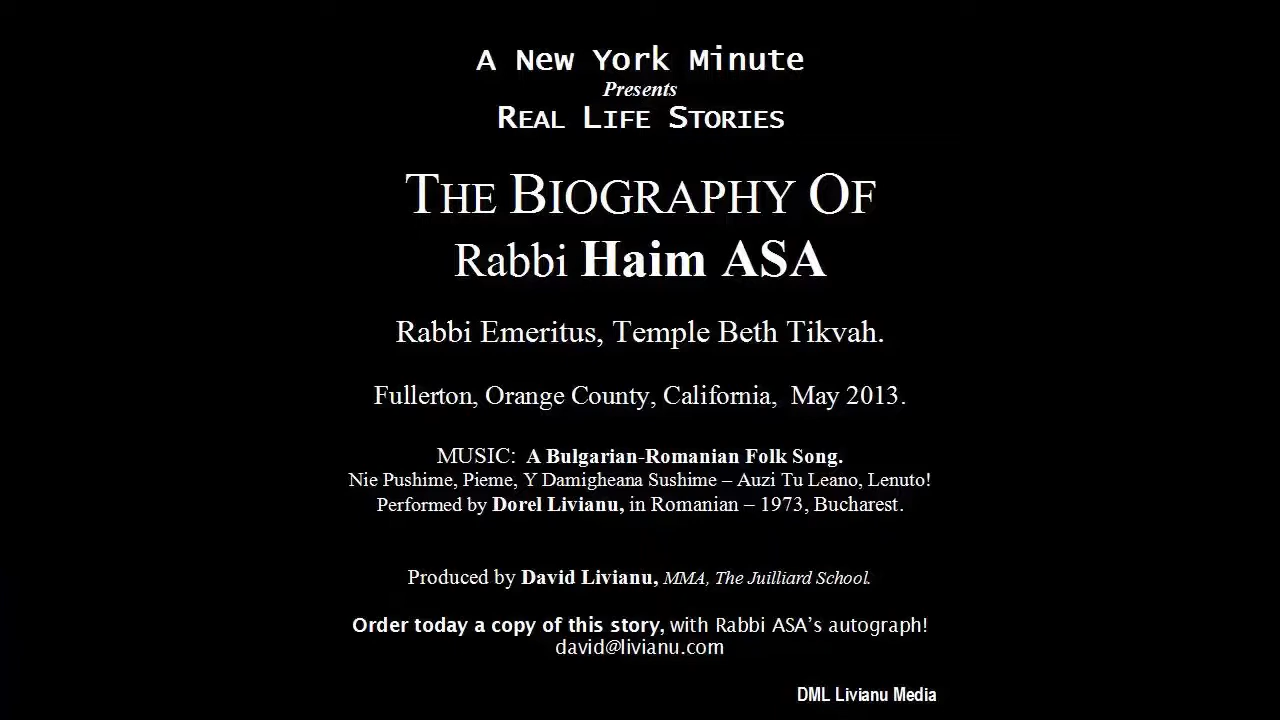 A New York Minute
Presents
REAL LIFE STORIES
THE BIOGRAPHY OF
Rabbi Haim ASA
Rabbi Emeritus, Temple Beth Tikvah.
Fullerton, Orange County, California, May 2013.
MUSIC: A Bulgarian-Romanian Folk Song.
Nie Pushime, Pieme, Y Damigheana Sushime – Auzi Tu Leano, Lenuto!
Performed by Dorel Livianu, in Romanian – 1973, Bucharest.
Produced by David Livianu, MMA, The Juilliard School.
Order today a copy of this story, with Rabbi ASA's autograph!
david@livianu.com
DML Livianu Media